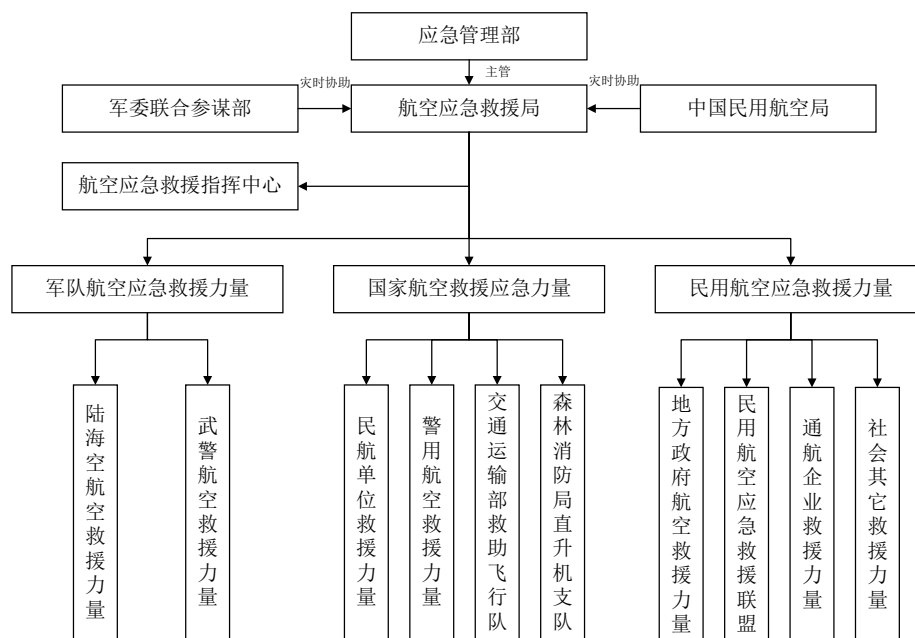 应急管理部
主管
灾时协助
灾时协助
军委联合参谋部
航空应急救援局
中国民用航空局
航空应急救援指挥中心
军队航空应急救援力量
国家航空救援应急力量
民用航空应急救援力量
陆海空航空救援力量
武警航空救援力量
民航单位救援力量
警用航空救援力量
交通运输部救助飞行队
森林消防局直升机支队
地方政府航空救援力量
民用航空应急救援联盟
通航企业救援力量
社会其它救援力量